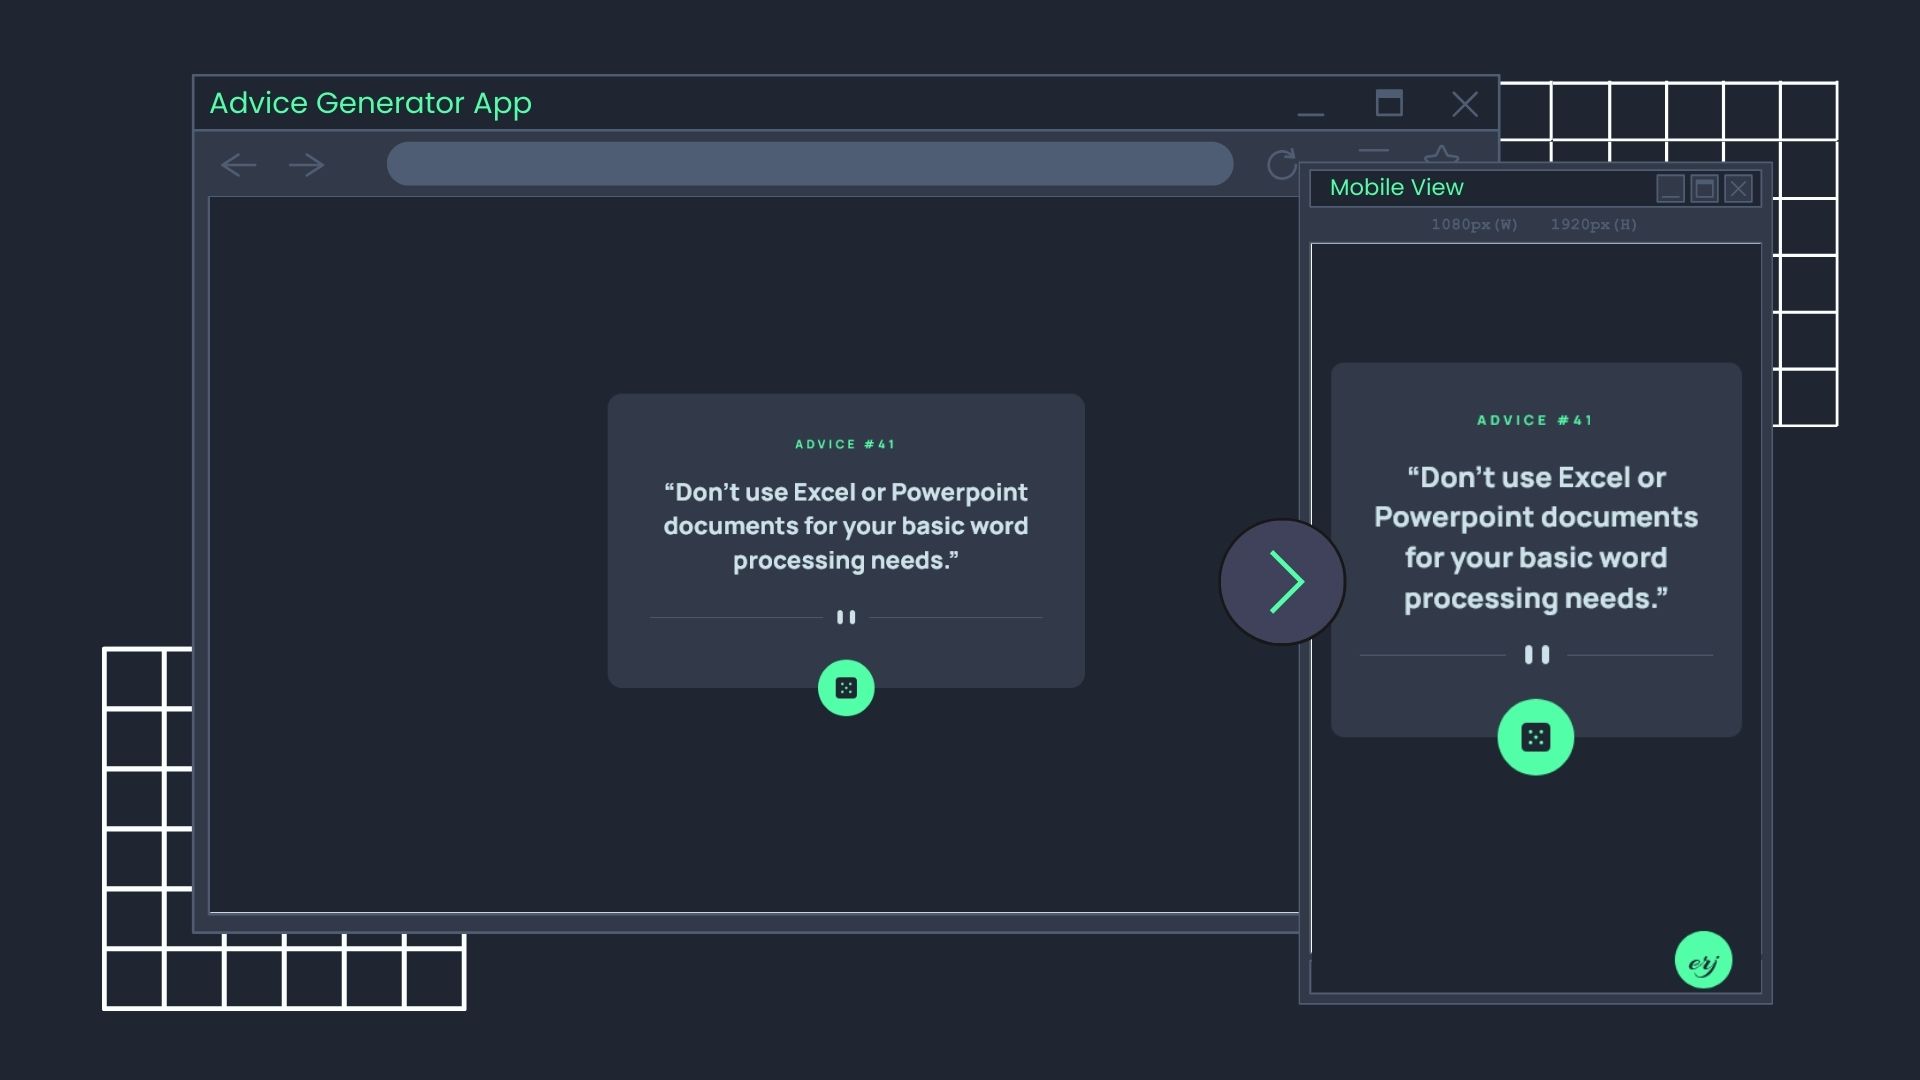 Advice Generator App
ADVICE #41
“Don’t use Excel or Powerpoint
documents for your basic word
processing needs.”
Mobile View
1080px(W) 1920px(H)
ADVICE #41
“Don’t use Excel or
Powerpoint documents
for your basic word
processing needs.”
erj